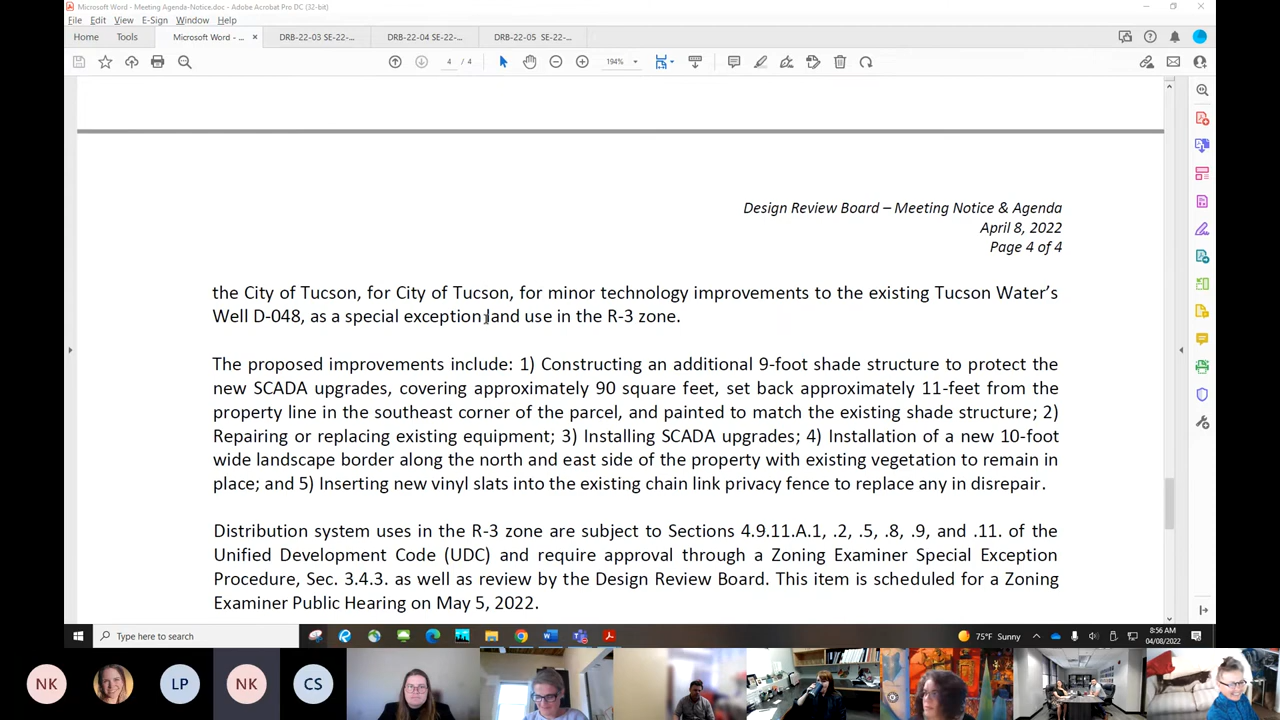 Microsoft Word - Meeting Agenda-Notice.doc - Adobe Acrobat Pro DC (32-bit)
File Edit View E-Sign Window Help
Home Tools Microsoft Word - ... × DRB-22-03 SE-22-... DRB-22-04 SE-22-... DRB-22-05 SE-22-...
4 / 4 194%
Design Review Board – Meeting Notice & Agenda
April 8, 2022
Page 4 of 4
the City of Tucson, for City of Tucson, for minor technology improvements to the existing Tucson Water's
Well D-048, as a special exception land use in the R-3 zone.
The proposed improvements include: 1) Constructing an additional 9-foot shade structure to protect the
new SCADA upgrades, covering approximately 90 square feet, set back approximately 11-feet from the
property line in the southeast corner of the parcel, and painted to match the existing shade structure; 2)
Repairing or replacing existing equipment; 3) Installing SCADA upgrades; 4) Installation of a new 10-foot
wide landscape border along the north and east side of the property with existing vegetation to remain in
place; and 5) Inserting new vinyl slats into the existing chain link privacy fence to replace any in disrepair.
Distribution system uses in the R-3 zone are subject to Sections 4.9.11.A.1, .2, .5, .8, .9, and .11. of the
Unified Development Code (UDC) and require approval through a Zoning Examiner Special Exception
Procedure, Sec. 3.4.3. as well as review by the Design Review Board. This item is scheduled for a Zoning
Examiner Public Hearing on May 5, 2022.
Type here to search
75°F Sunny
8:56 AM
04/08/2022
NK LP NK CS